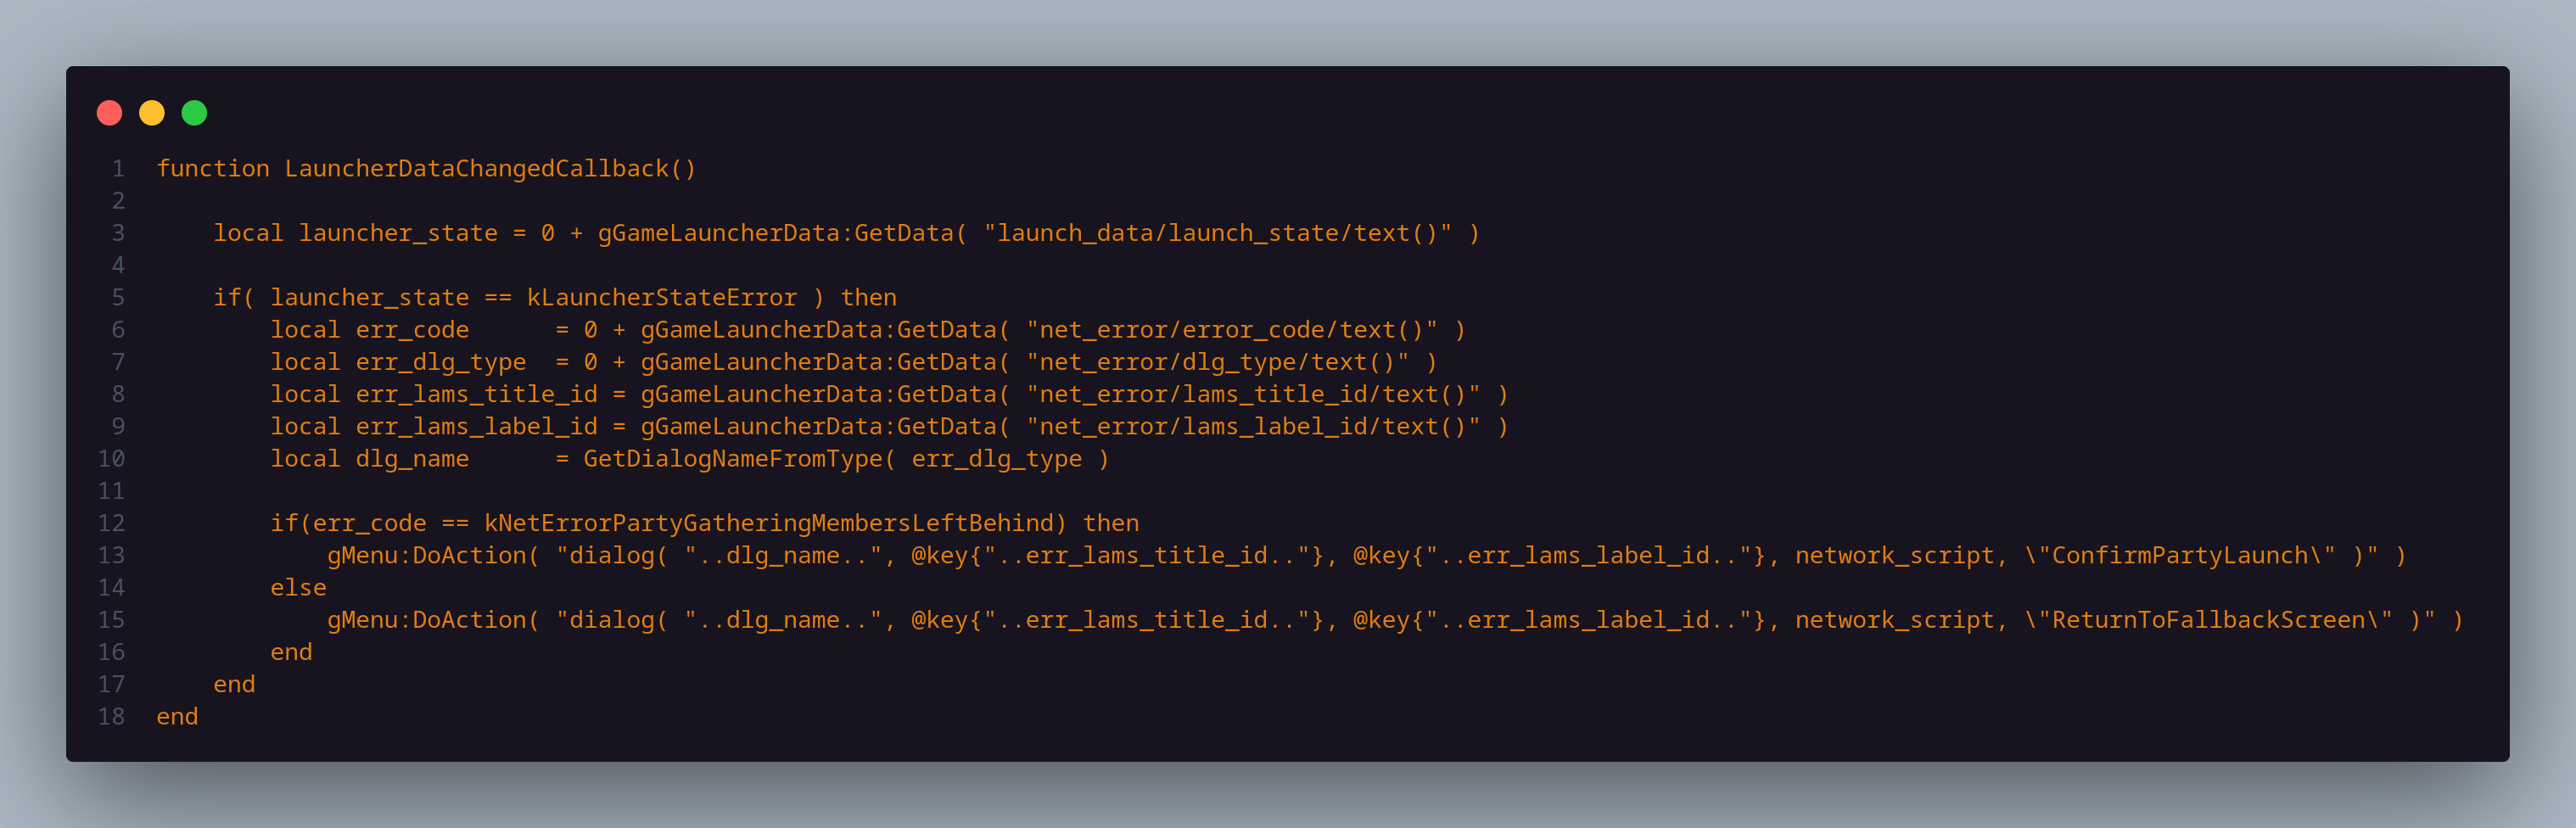 1 function LauncherDataChangedCallback()
2
3     local launcher_state = 0 + gGameLauncherData:GetData( "launch_data/launch_state/text()" )
4
5     if( launcher_state == kLauncherStateError ) then
6         local err_code      = 0 + gGameLauncherData:GetData( "net_error/error_code/text()" )
7         local err_dlg_type  = 0 + gGameLauncherData:GetData( "net_error/dlg_type/text()" )
8         local err_lams_title_id = gGameLauncherData:GetData( "net_error/lams_title_id/text()" )
9         local err_lams_label_id = gGameLauncherData:GetData( "net_error/lams_label_id/text()" )
10         local dlg_name      = GetDialogNameFromType( err_dlg_type )
11
12         if(err_code == kNetErrorPartyGatheringMembersLeftBehind) then
13             gMenu:DoAction( "dialog( "..dlg_name..", @key{"..err_lams_title_id.."}, @key{"..err_lams_label_id.."}, network_script, \"ConfirmPartyLaunch\" )" )
14         else
15             gMenu:DoAction( "dialog( "..dlg_name..", @key{"..err_lams_title_id.."}, @key{"..err_lams_label_id.."}, network_script, \"ReturnToFallbackScreen\" )" )
16         end
17     end
18 end